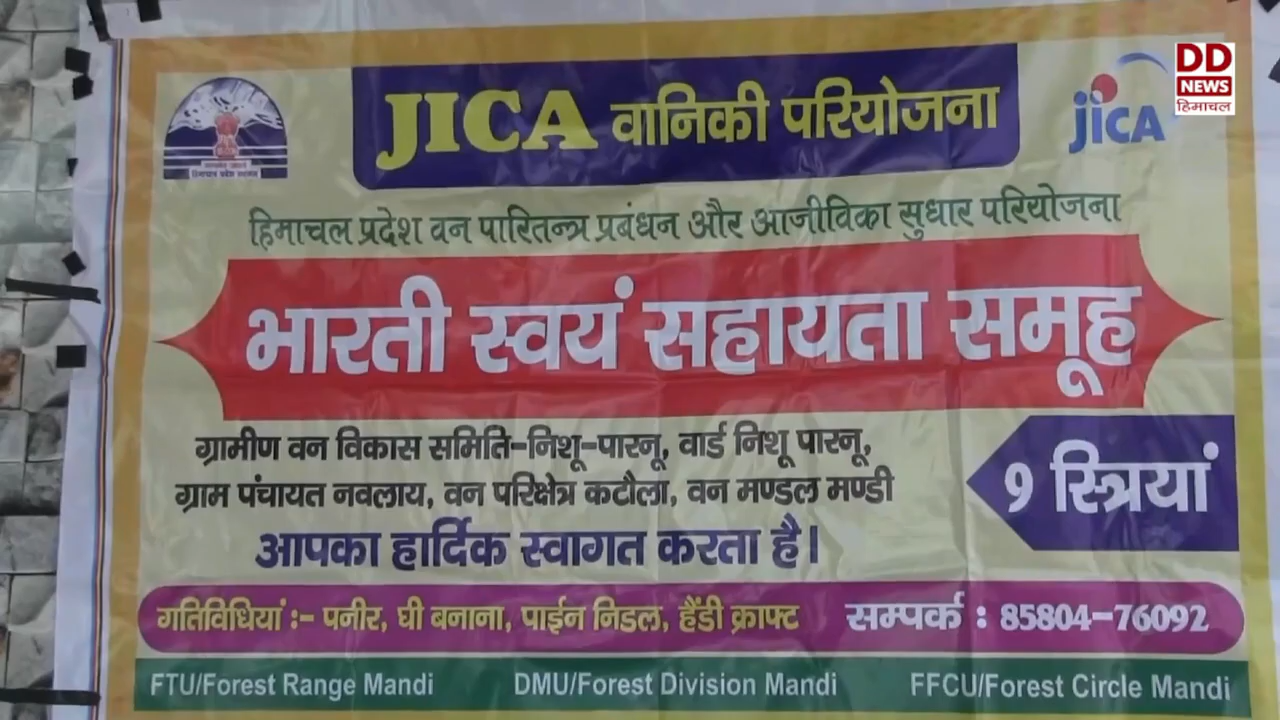 DD
NEWS
हिमाचल
JICA वानिकी परियोजना
jica
हिमाचल प्रदेश वन पारितन्त्र प्रबंधन और आजीविका सुधार परियोजना
भारती स्वयं सहायता समूह
ग्रामीण वन विकास समिति-निशू-पारनू, वार्ड निशू पारनू,
ग्राम पंचायत नवलाय, वन परिक्षेत्र कटौला, वन मण्डल मण्डी
9 स्त्रियां
आपका हार्दिक स्वागत करता है।
गतिविधियां :- पनीर, घी बनाना, पाईन निडल, हैंडी क्राफ्ट सम्पर्क : 85804-76092
FTU/Forest Range Mandi DMU/Forest Division Mandi FFCU/Forest Circle Mandi